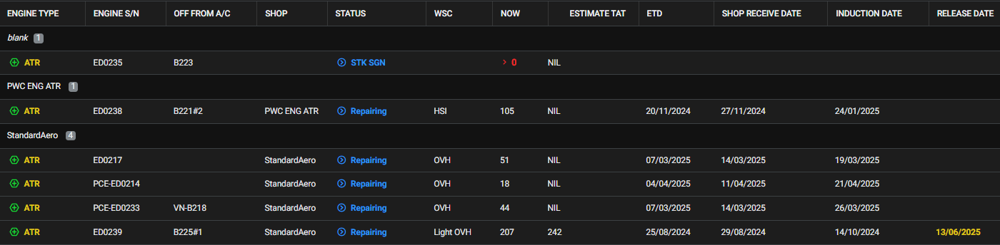 ENGINE TYPE ENGINE S/N OFF FROM A/C SHOP STATUS WSC NOW ESTIMATE TAT ETD SHOP RECEIVE DATE INDUCTION DATE RELEASE DATE
blank 1
ATR ED0235 B223 STK SGN > 0 NIL
PWC ENG ATR 1
ATR ED0238 B221#2 PWC ENG ATR Repairing HSI 105 NIL 20/11/2024 27/11/2024 24/01/2025
StandardAero 4
ATR ED0217 StandardAero Repairing OVH 51 NIL 07/03/2025 14/03/2025 19/03/2025
ATR PCE-ED0214 StandardAero Repairing OVH 18 NIL 04/04/2025 11/04/2025 21/04/2025
ATR PCE-ED0233 VN-B218 StandardAero Repairing OVH 44 NIL 07/03/2025 14/03/2025 26/03/2025
ATR ED0239 B225#1 StandardAero Repairing Light OVH 207 242 25/08/2024 29/08/2024 14/10/2024 13/06/2025